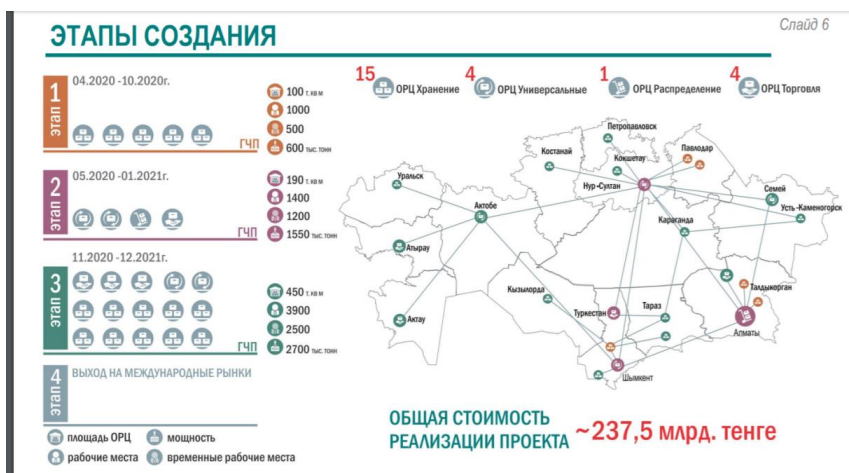 Слайд 6
ЭТАПЫ СОЗДАНИЯ
этап 1
04.2020 -10.2020г.
ГЧП
100 т. кв м
1000
500
600 тыс. тонн
этап 2
05.2020 -01.2021г.
ГЧП
190 т. кв м
1400
1200
1550 тыс. тонн
этап 3
11.2020 -12.2021г.
ГЧП
450 т. кв м
3900
2500
2700 тыс. тонн
этап 4
ВЫХОД НА МЕЖДУНАРОДНЫЕ РЫНКИ
площадь ОРЦ
мощность
рабочие места
временные рабочие места
15 ОРЦ Хранение
4 ОРЦ Универсальные
1 ОРЦ Распределение
4 ОРЦ Торговля
Петропавловск
Костанай
Кокшетау
Павлодар
Уральск
Нур-Султан
Семей
Актобе
Усть-Каменогорск
Караганда
Атырау
Кызылорда
Талдыкорган
Туркестан
Тараз
Актау
Алматы
Шымкент
ОБЩАЯ СТОИМОСТЬ
РЕАЛИЗАЦИИ ПРОЕКТА ~237,5 млрд. тенге